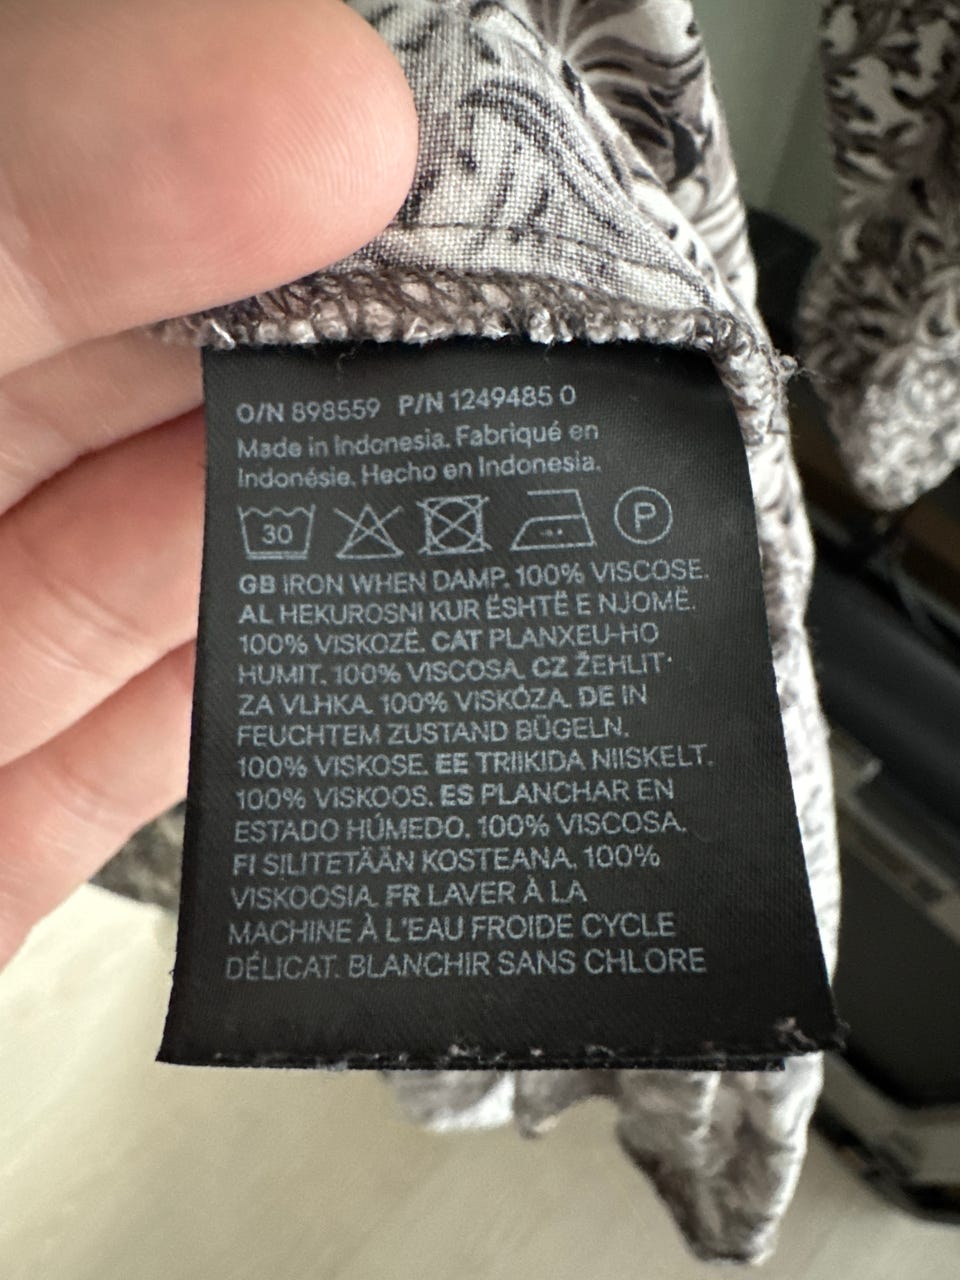 O/N 898559 P/N 1249485 0
Made in Indonesia. Fabriqué en
Indonésie. Hecho en Indonesia.
30 P
GB IRON WHEN DAMP. 100% VISCOSE.
AL HEKUROSNI KUR ËSHTË E NJOMË.
100% VISKOZË. CAT PLANXEU-HO
HUMIT. 100% VISCOSA. CZ ŽEHLIT
ZA VLHKA. 100% VISKÓZA. DE IN
FEUCHTEM ZUSTAND BÜGELN.
100% VISKOSE. EE TRIIKIDA NIISKELT.
100% VISKOOS. ES PLANCHAR EN
ESTADO HÚMEDO. 100% VISCOSA.
FI SILITETÄÄN KOSTEANA. 100%
VISKOOSIA. FR LAVER À LA
MACHINE À L'EAU FROIDE CYCLE
DÉLICAT. BLANCHIR SANS CHLORE